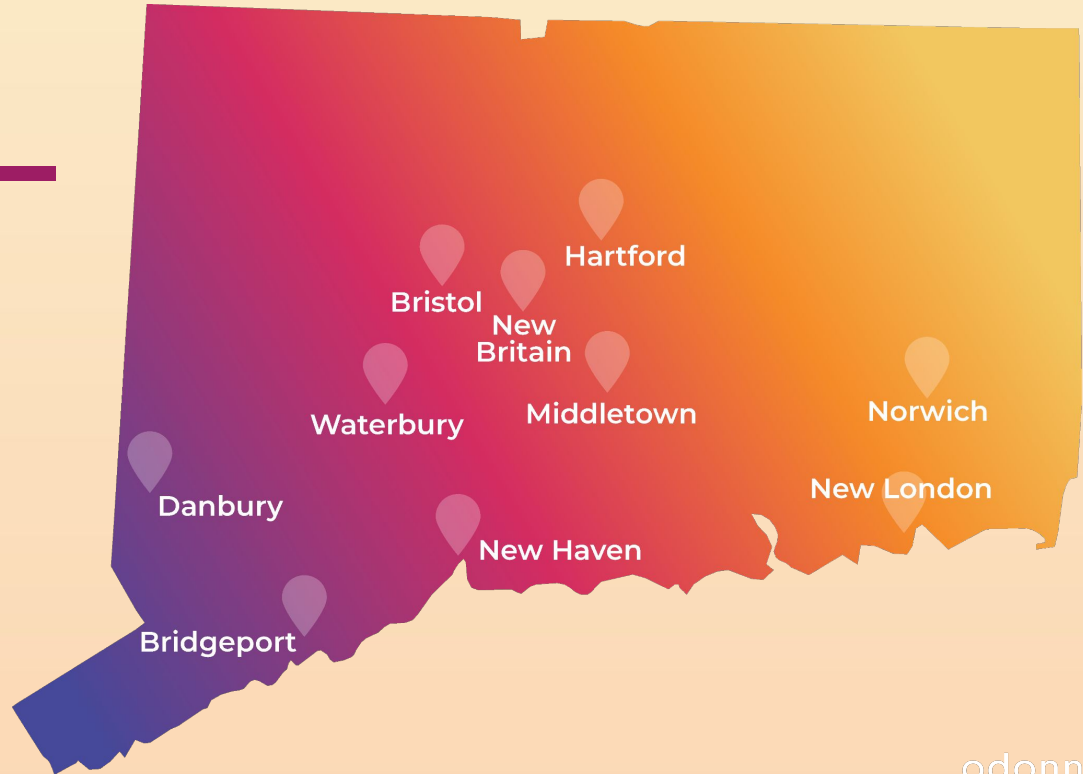 Hartford
Bristol
New
Britain
Middletown
Norwich
Waterbury
New London
Danbury
New Haven
Bridgeport